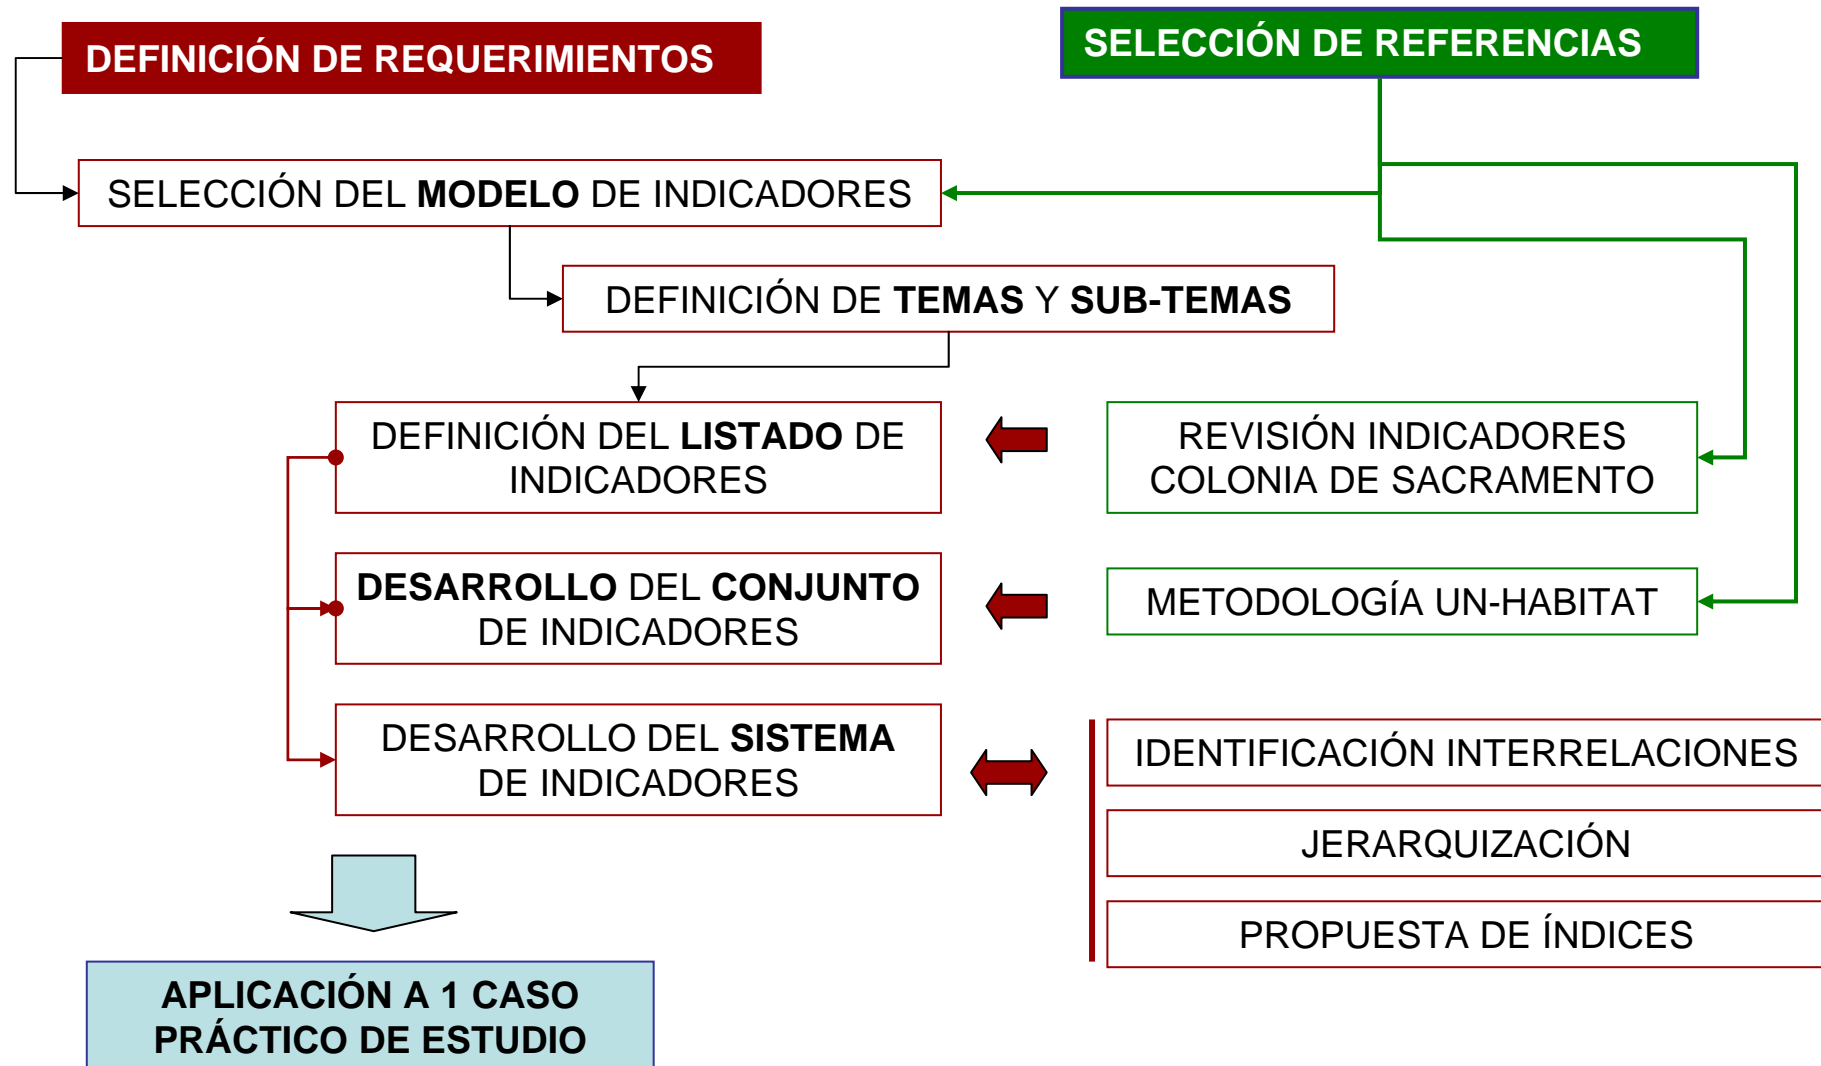 DEFINICIÓN DE REQUERIMIENTOS
SELECCIÓN DE REFERENCIAS
SELECCIÓN DEL MODELO DE INDICADORES
DEFINICIÓN DE TEMAS Y SUB-TEMAS
DEFINICIÓN DEL LISTADO DE
INDICADORES
REVISIÓN INDICADORES
COLONIA DE SACRAMENTO
DESARROLLO DEL CONJUNTO
DE INDICADORES
METODOLOGÍA UN-HABITAT
DESARROLLO DEL SISTEMA
DE INDICADORES
IDENTIFICACIÓN INTERRELACIONES
JERARQUIZACIÓN
PROPUESTA DE ÍNDICES
APLICACIÓN A 1 CASO
PRÁCTICO DE ESTUDIO